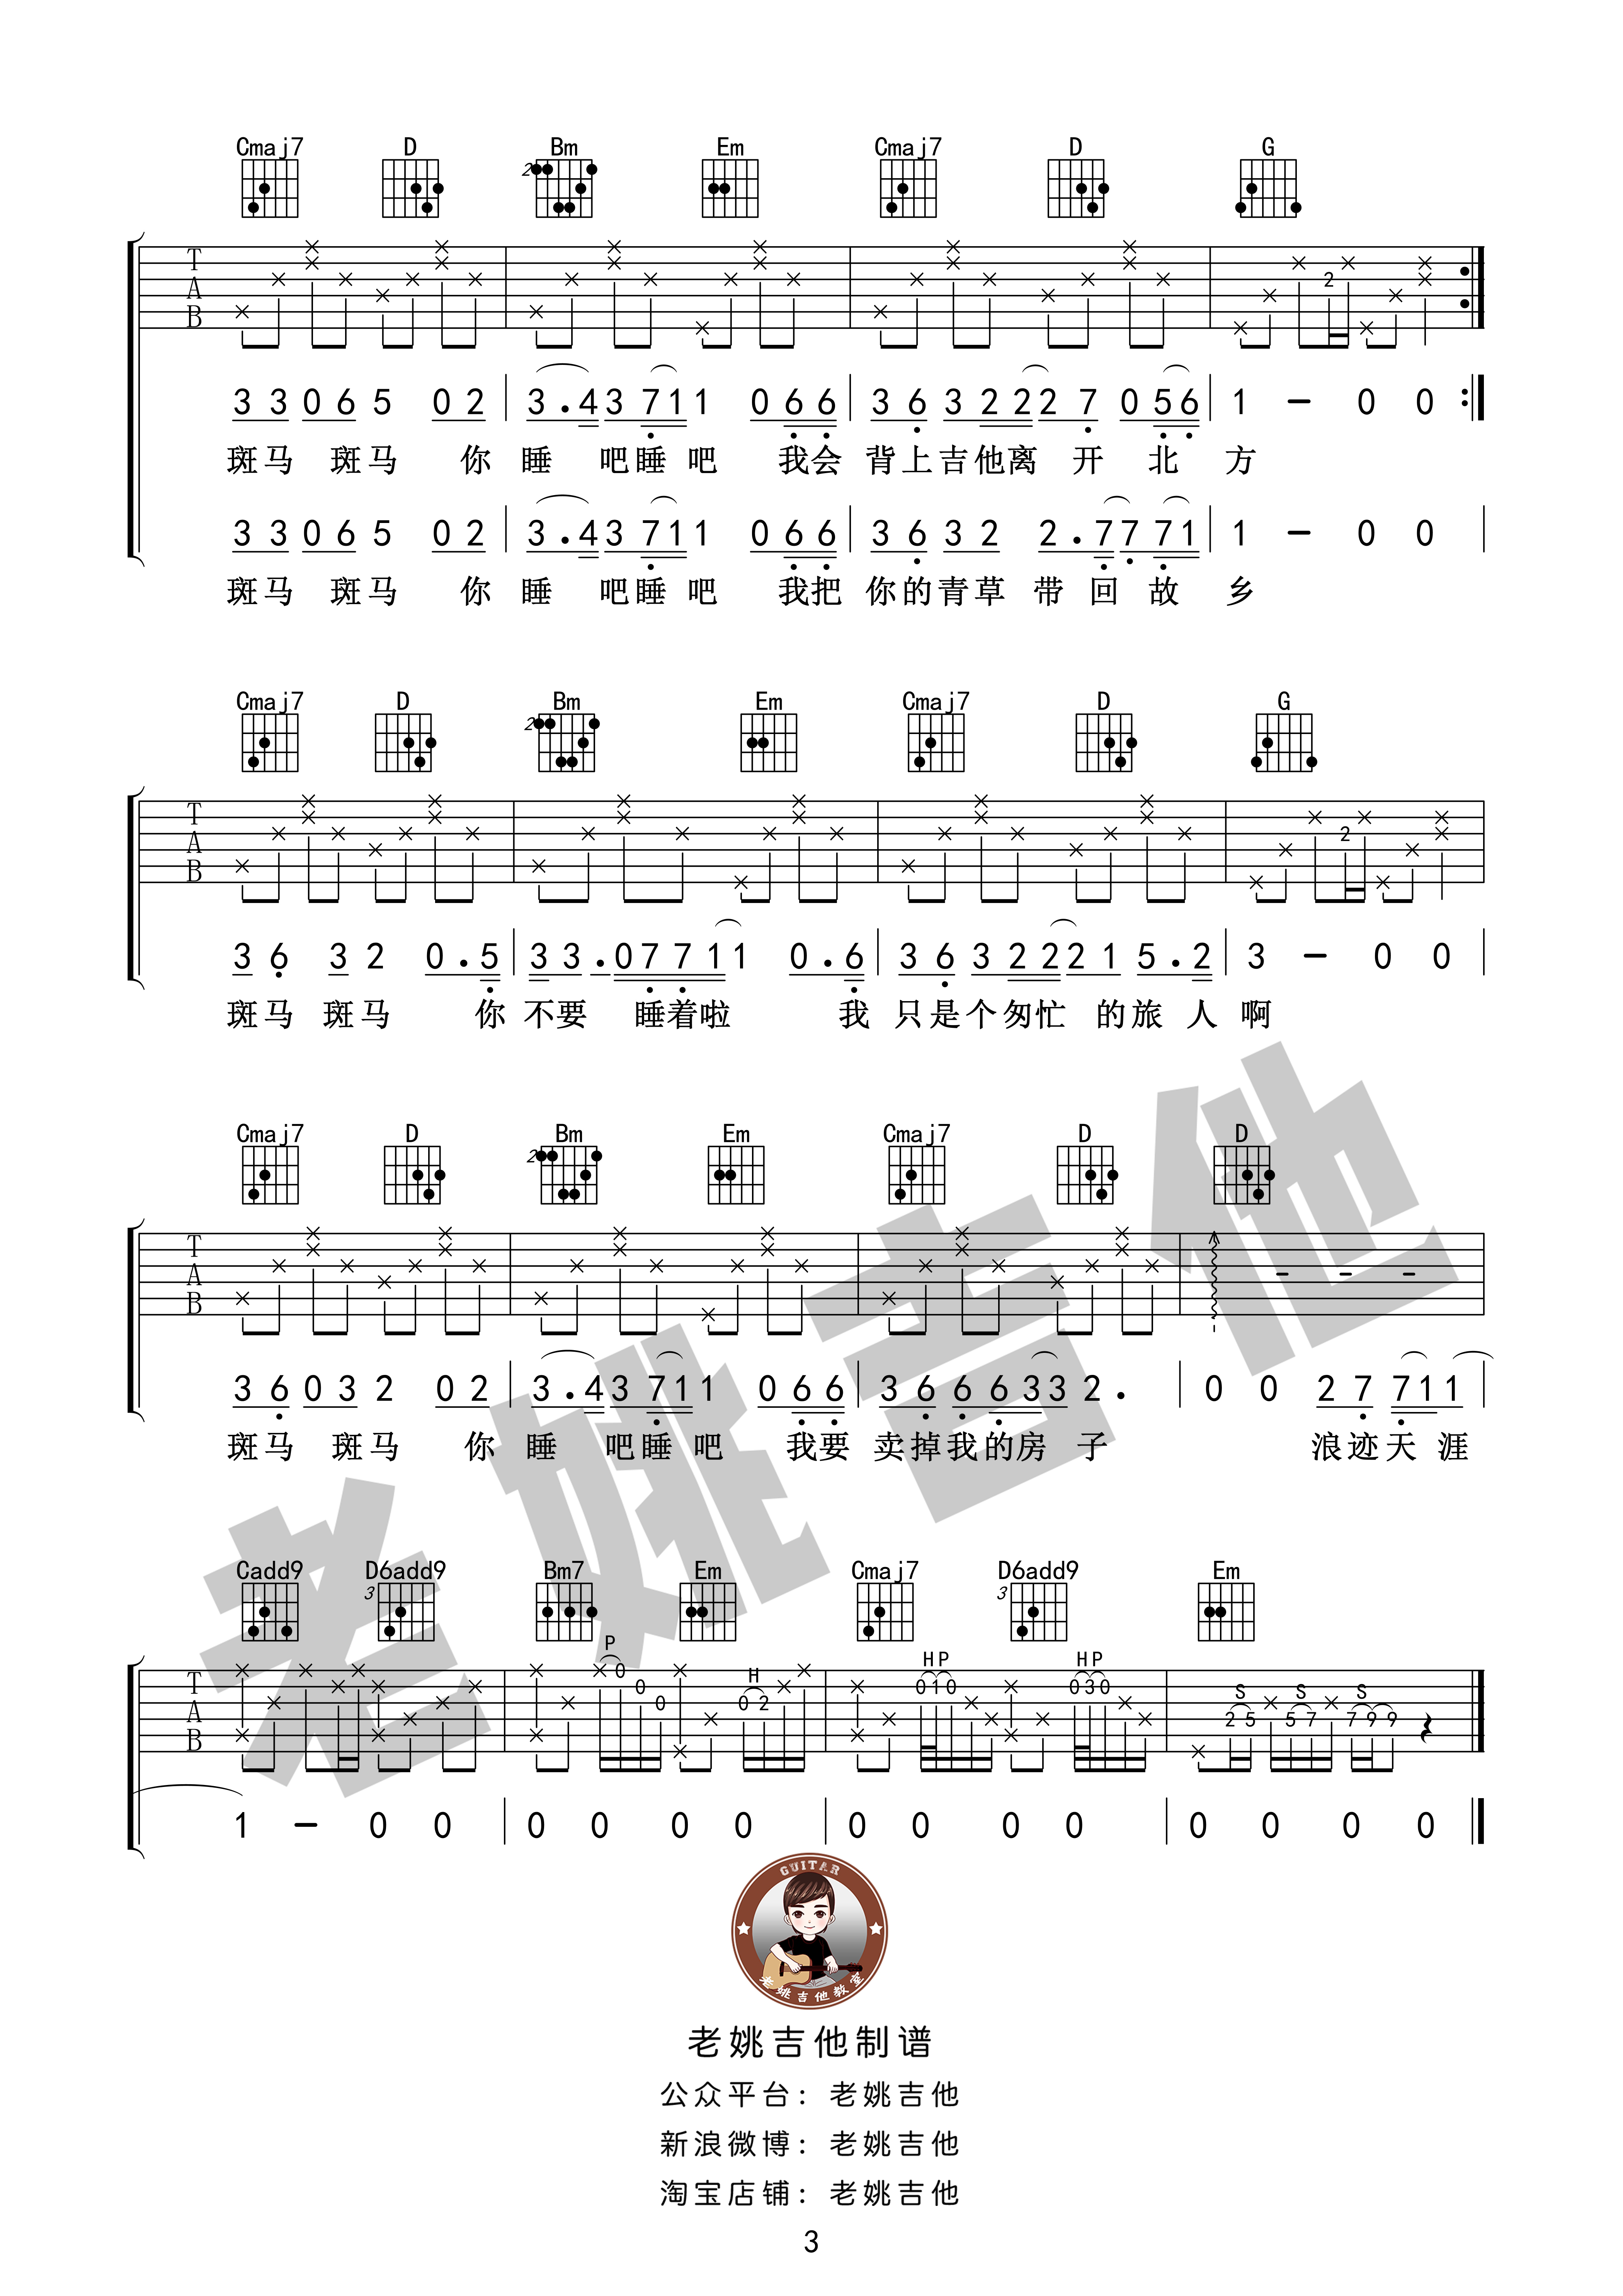 Cmaj7 D Bm Em Cmaj7 D G
2
T
A 2
B
3 3 0 6 5 0 2 3 . 4 3 7 1 1 0 6 6 3 6 3 2 2 2 7 0 5 6 1 – 0 0
斑马 斑马 你 睡 吧睡 吧 我会 背上吉他离 开 北 方
3 3 0 6 5 0 2 3 . 4 3 7 1 1 0 6 6 3 6 3 2 2 . 7 7 7 1 1 – 0 0
斑马 斑马 你 睡 吧睡 吧 我把 你的青草 带 回 故 乡
Cmaj7 D Bm Em Cmaj7 D G
2
T
A 2
B
3 6 3 2 0 . 5 3 3 . 0 7 7 1 1 0 . 6 3 6 3 2 2 2 1 5 . 2 3 – 0 0
斑马 斑马 你 不要 睡着啦 我 只是个匆忙 的旅 人 啊
Cmaj7 D Bm Em Cmaj7 D D
2
T
A – – –
B
3 6 0 3 2 0 2 3 . 4 3 7 1 1 0 6 6 3 6 6 6 3 3 2 . 0 0 2 7 7 1 1
斑马 斑马 你 睡 吧睡 吧 我要 卖掉我的房 子 浪迹天 涯
Cadd9 D6add9 Bm7 Em Cmaj7 D6add9 Em
3 3
P H H P H P S S S
T 0 0 0 1 0 0 3 0
A 0 0 2 2 5 5 7 7 9 9
B
1 – 0 0 0 0 0 0 0 0 0 0 0 0 0 0
老姚吉他
GUITAR
老姚吉他教室
老姚吉他制谱
公众平台：老姚吉他
新浪微博：老姚吉他
淘宝店铺：老姚吉他
3